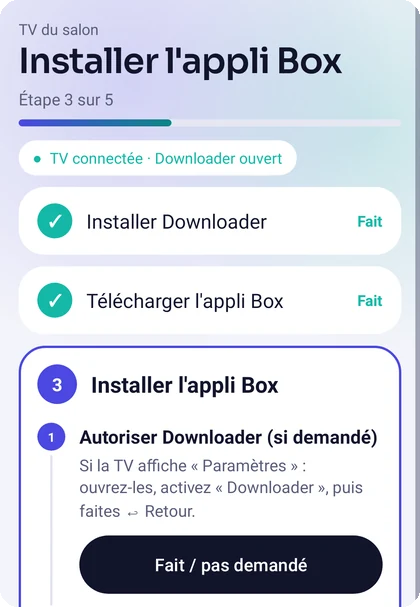 TV du salon
Installer l'appli Box
Étape 3 sur 5
TV connectée · Downloader ouvert
✓ Installer Downloader Fait
✓ Télécharger l'appli Box Fait
3 Installer l'appli Box
1 Autoriser Downloader (si demandé)
Si la TV affiche « Paramètres » :
ouvrez-les, activez « Downloader », puis
faites ↩ Retour.
Fait / pas demandé